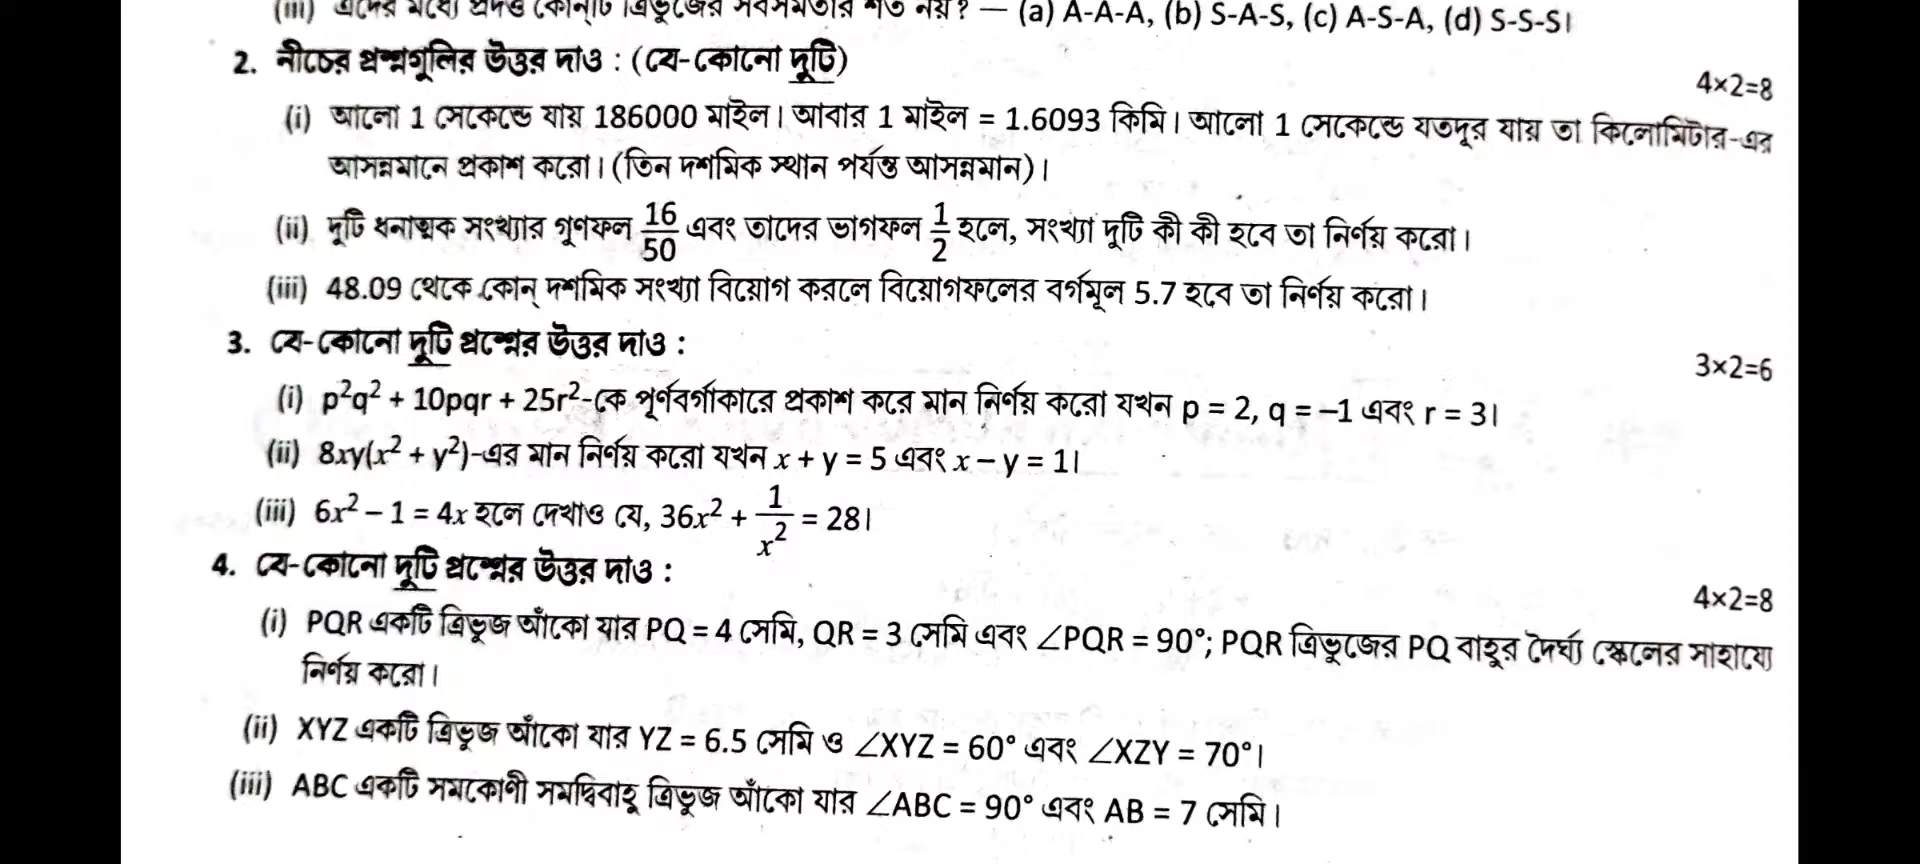 (iii) এদের মধ্যে প্রদত্ত কোন্‌টি ত্রিভুজের সর্বসমতার শর্ত নয়? — (a) A-A-A, (b) S-A-S, (c) A-S-A, (d) S-S-S।
2. নীচের প্রশ্নগুলির উত্তর দাও : (যে-কোনো দুটি) 4×2=8
(i) আলো 1 সেকেন্ডে যায় 186000 মাইল। আবার 1 মাইল = 1.6093 কিমি। আলো 1 সেকেন্ডে যতদূর যায় তা কিলোমিটার-এর
আসন্নমানে প্রকাশ করো। (তিন দশমিক স্থান পর্যন্ত আসন্নমান)।
(ii) দুটি ধনাত্মক সংখ্যার গুণফল 16/50 এবং তাদের ভাগফল 1/2 হলে, সংখ্যা দুটি কী কী হবে তা নির্ণয় করো।
(iii) 48.09 থেকে কোন্ দশমিক সংখ্যা বিয়োগ করলে বিয়োগফলের বর্গমূল 5.7 হবে তা নির্ণয় করো।
3. যে-কোনো দুটি প্রশ্নের উত্তর দাও : 3×2=6
(i) p²q² + 10pqr + 25r²-কে পূর্ণবর্গাকারে প্রকাশ করে মান নির্ণয় করো যখন p = 2, q = –1 এবং r = 3।
(ii) 8xy(x² + y²)-এর মান নির্ণয় করো যখন x + y = 5 এবং x – y = 1।
(iii) 6x² – 1 = 4x হলে দেখাও যে, 36x² + 1/x² = 28।
4. যে-কোনো দুটি প্রশ্নের উত্তর দাও : 4×2=8
(i) PQR একটি ত্রিভুজ আঁকো যার PQ = 4 সেমি, QR = 3 সেমি এবং ∠PQR = 90°; PQR ত্রিভুজের PQ বাহুর দৈর্ঘ্য স্কেলের সাহায্যে
নির্ণয় করো।
(ii) XYZ একটি ত্রিভুজ আঁকো যার YZ = 6.5 সেমি ও ∠XYZ = 60° এবং ∠XZY = 70°।
(iii) ABC একটি সমকোণী সমদ্বিবাহু ত্রিভুজ আঁকো যার ∠ABC = 90° এবং AB = 7 সেমি।